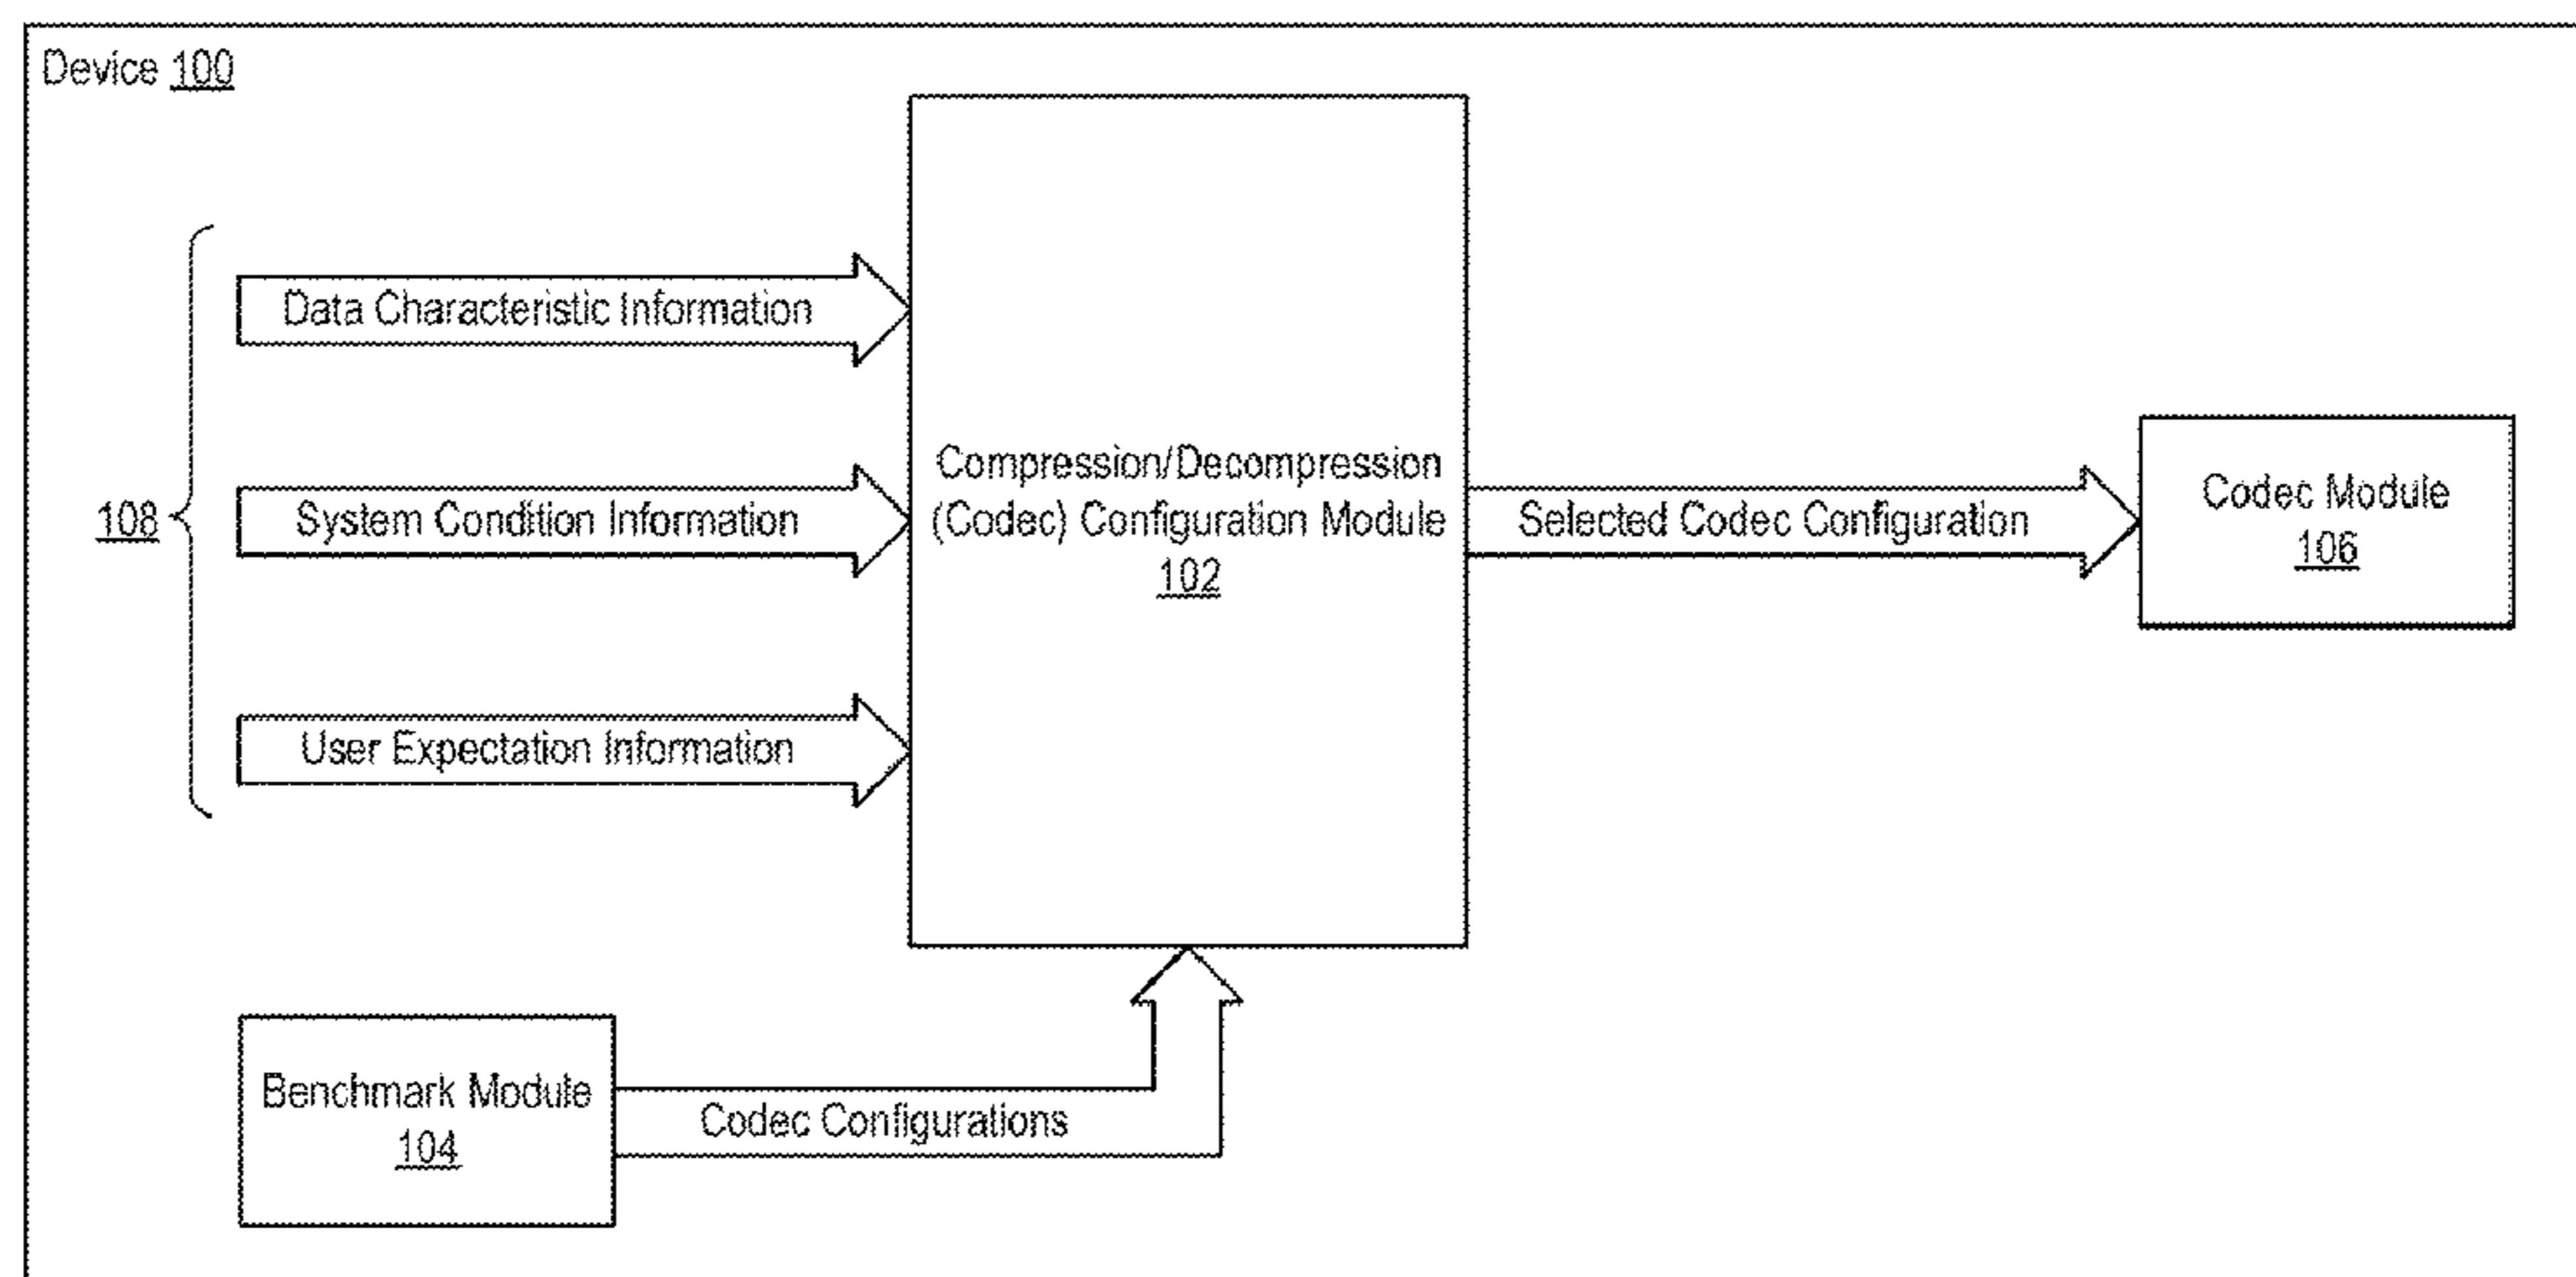 Device 100
Data Characteristic Information
108
System Condition Information
User Expectation Information
Compression/Decompression
(Codec) Configuration Module
102
Selected Codec Configuration
Codec Module
106
Benchmark Module
104
Codec Configurations